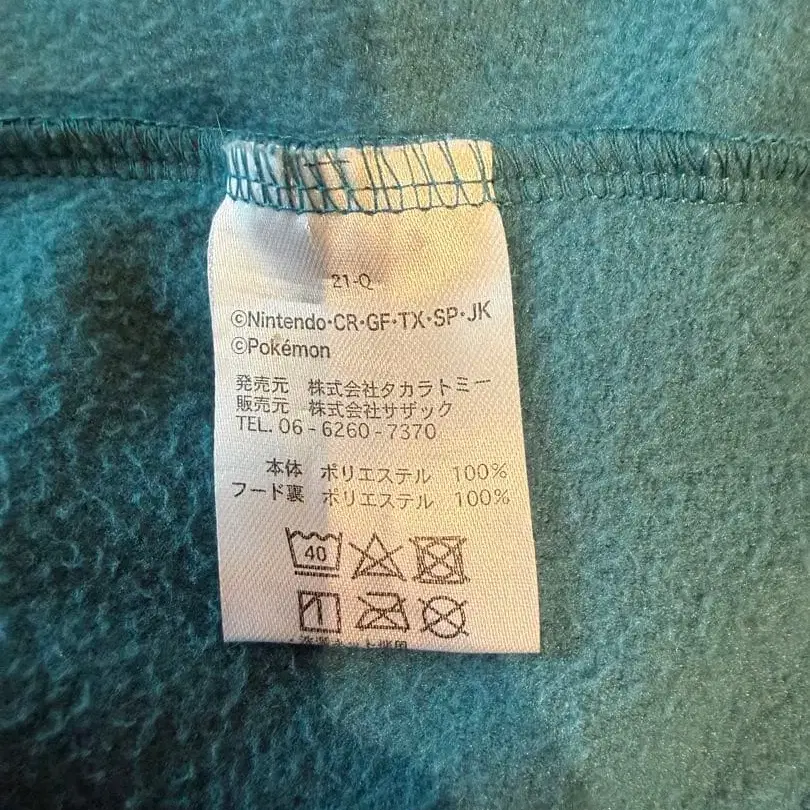 21-Q
©Nintendo・CR・GF・TX・SP・JK
©Pokémon
発売元 株式会社タカラトミー
販売元 株式会社サザック
TEL. 06-6260-7370
本体 ポリエステル 100%
フード裏 ポリエステル 100%
40